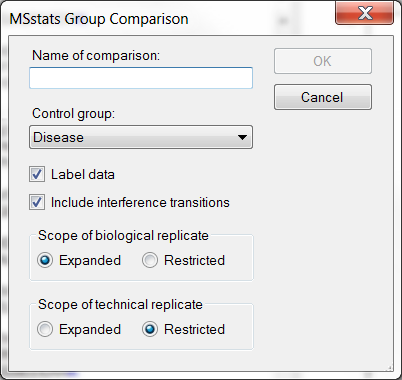 MSstats Group Comparison
Name of comparison:
OK
Cancel
Control group:
Disease
Label data
Include interference transitions
Scope of biological replicate
Expanded Restricted
Scope of technical replicate
Expanded Restricted